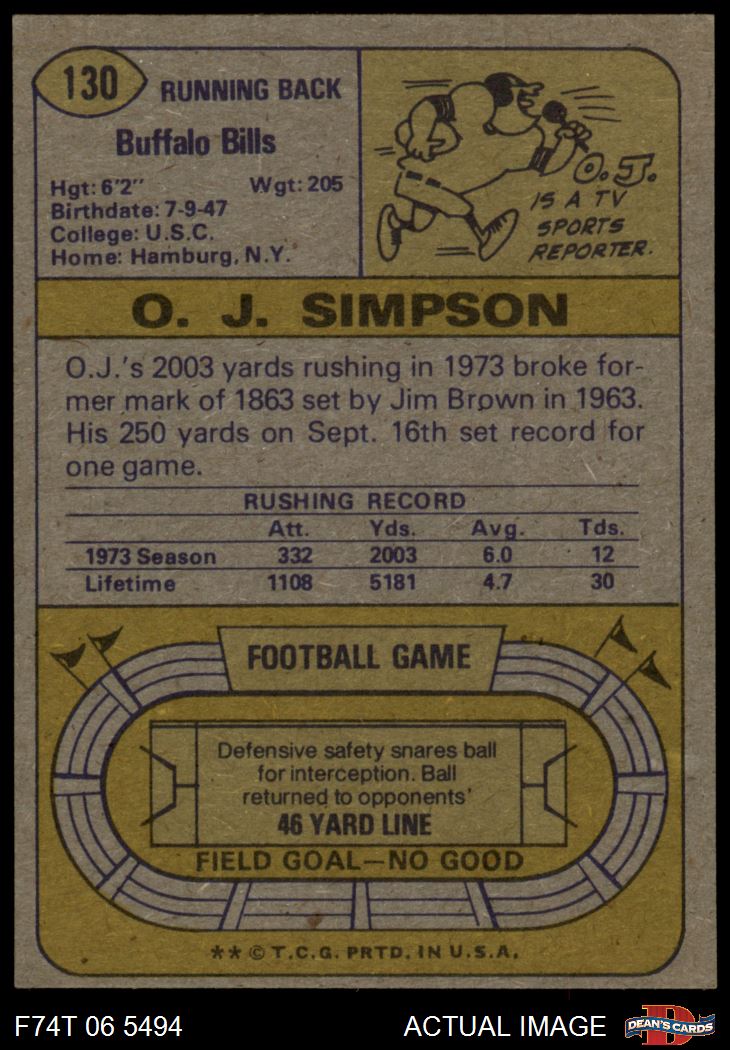 130
RUNNING BACK
Buffalo Bills
Hgt: 6'2" Wgt: 205
Birthdate: 7-9-47
College: U.S.C.
Home: Hamburg, N.Y.
O.J.
IS A TV
SPORTS
REPORTER.
O. J. SIMPSON
O.J.'s 2003 yards rushing in 1973 broke for-
mer mark of 1863 set by Jim Brown in 1963.
His 250 yards on Sept. 16th set record for
one game.
RUSHING RECORD
Att. Yds. Avg. Tds.
1973 Season 332 2003 6.0 12
Lifetime 1108 5181 4.7 30
FOOTBALL GAME
Defensive safety snares ball
for interception. Ball
returned to opponents'
46 YARD LINE
FIELD GOAL—NO GOOD
** © T.C.G. PRTD. IN U.S.A.
F74T 06 5494 ACTUAL IMAGE
D
DEAN'S CARDS